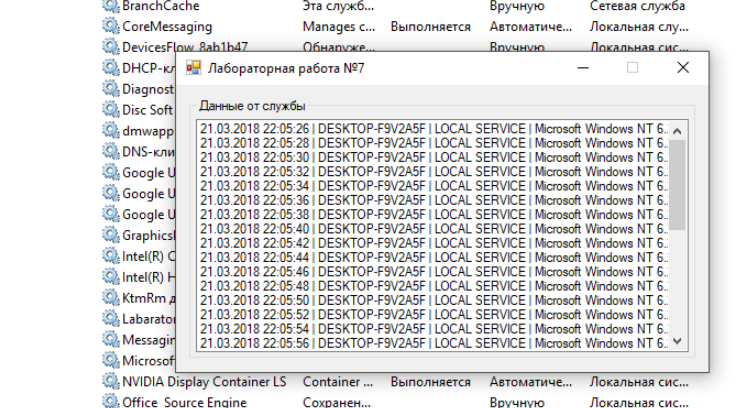 BranchCache Эта служб... Вручную Сетевая служба
CoreMessaging Manages c... Выполняется Автоматиче... Локальная слу...
DevicesFlow_8ab1b47 Обнаруже... Вручную Локальная сис...
DHCP-кл
Лабораторная работа №7
Diagnost
Данные от службы
Disc Soft
dmwapp
DNS-кли
Google U
Google U
Google U
Graphics
Intel(R) C
Intel(R) H
KtmRm д
Labarator
Messagin
Microsof
21.03.2018 22:05:26 | DESKTOP-F9V2A5F | LOCAL SERVICE | Microsoft Windows NT 6..
21.03.2018 22:05:28 | DESKTOP-F9V2A5F | LOCAL SERVICE | Microsoft Windows NT 6..
21.03.2018 22:05:30 | DESKTOP-F9V2A5F | LOCAL SERVICE | Microsoft Windows NT 6..
21.03.2018 22:05:32 | DESKTOP-F9V2A5F | LOCAL SERVICE | Microsoft Windows NT 6..
21.03.2018 22:05:34 | DESKTOP-F9V2A5F | LOCAL SERVICE | Microsoft Windows NT 6..
21.03.2018 22:05:36 | DESKTOP-F9V2A5F | LOCAL SERVICE | Microsoft Windows NT 6..
21.03.2018 22:05:38 | DESKTOP-F9V2A5F | LOCAL SERVICE | Microsoft Windows NT 6..
21.03.2018 22:05:40 | DESKTOP-F9V2A5F | LOCAL SERVICE | Microsoft Windows NT 6..
21.03.2018 22:05:42 | DESKTOP-F9V2A5F | LOCAL SERVICE | Microsoft Windows NT 6..
21.03.2018 22:05:44 | DESKTOP-F9V2A5F | LOCAL SERVICE | Microsoft Windows NT 6..
21.03.2018 22:05:46 | DESKTOP-F9V2A5F | LOCAL SERVICE | Microsoft Windows NT 6..
21.03.2018 22:05:48 | DESKTOP-F9V2A5F | LOCAL SERVICE | Microsoft Windows NT 6..
21.03.2018 22:05:50 | DESKTOP-F9V2A5F | LOCAL SERVICE | Microsoft Windows NT 6..
21.03.2018 22:05:52 | DESKTOP-F9V2A5F | LOCAL SERVICE | Microsoft Windows NT 6..
21.03.2018 22:05:54 | DESKTOP-F9V2A5F | LOCAL SERVICE | Microsoft Windows NT 6..
21.03.2018 22:05:56 | DESKTOP-F9V2A5F | LOCAL SERVICE | Microsoft Windows NT 6..
NVIDIA Display Container LS Container ... Выполняется Автоматиче... Локальная сис...
Office Source Engine Сохранен... Вручную Локальная сис...